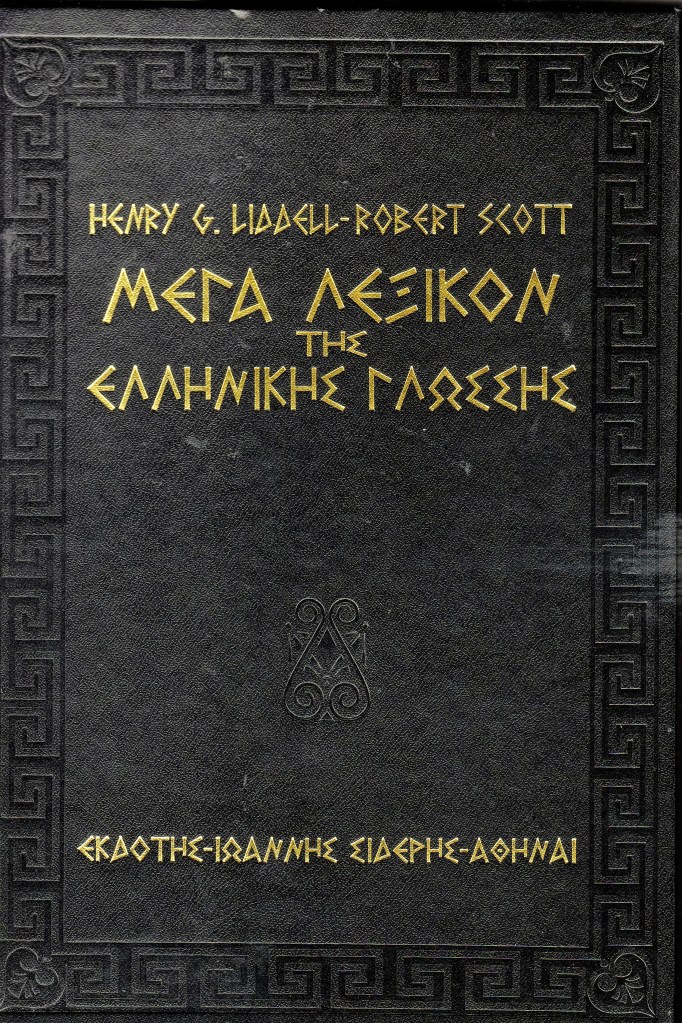 HENRY G. LIDDELL-ROBERT SCOTT
ΜΕΓΑ ΛΕΞΙΚΟΝ
ΤΗΣ
ΕΛΛΗΝΙΚΗΣ ΓΛΩΣΣΗΣ
ΕΚΔΟΤΗΣ-ΙΩΑΝΝΗΣ ΣΙΔΕΡΗΣ-ΑΘΗΝΑΙ